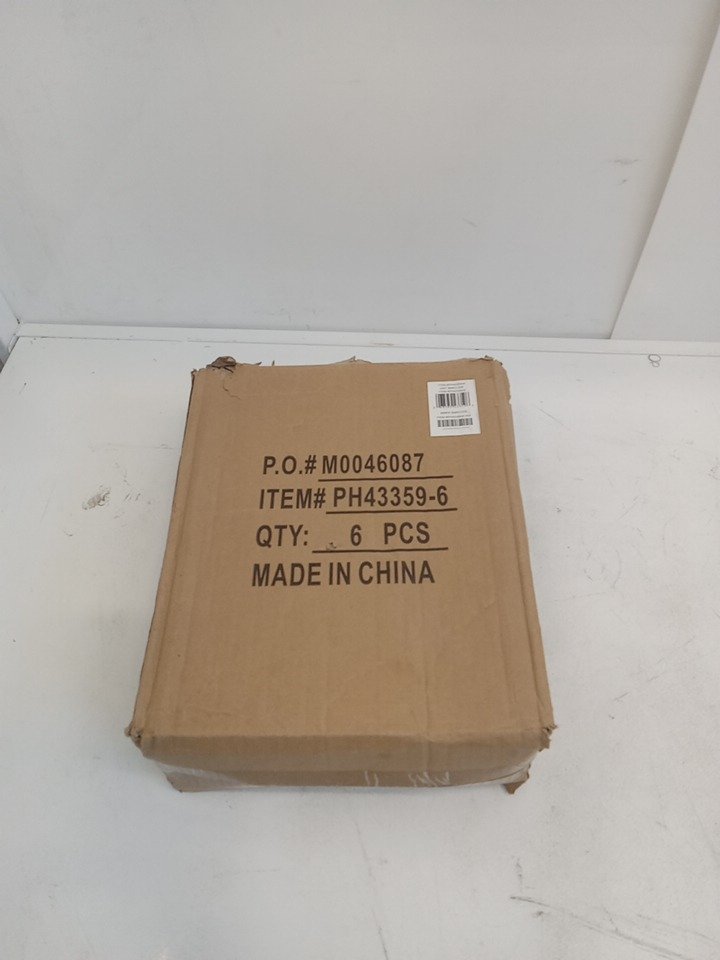 P.O.# M0046087
ITEM# PH43359-6
QTY: 6 PCS
MADE IN CHINA